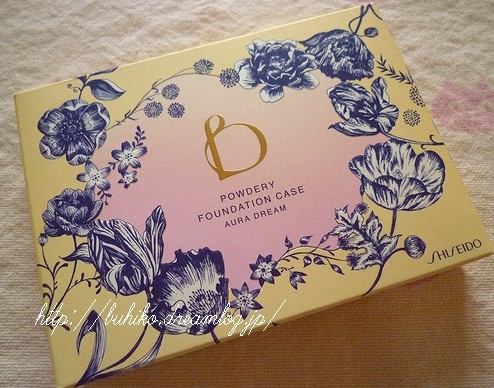 POWDERY
FOUNDATION CASE
AURA DREAM
SHISEIDO
http://buhiko.dreamlog.jp/